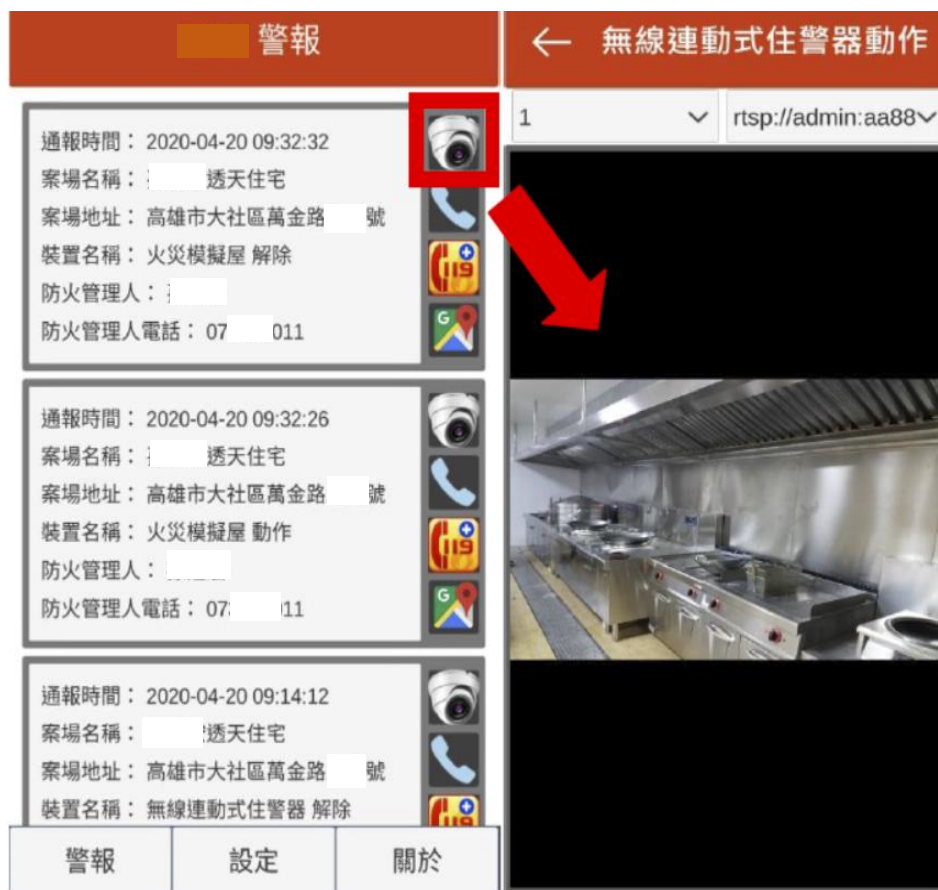 警報
通報時間： 2020-04-20 09:32:32
案場名稱： 透天住宅
案場地址： 高雄市大社區萬金路 號
裝置名稱： 火災模擬屋 解除
防火管理人：
防火管理人電話： 07 011
119
G
通報時間： 2020-04-20 09:32:26
案場名稱： 透天住宅
案場地址： 高雄市大社區萬金路 號
裝置名稱： 火災模擬屋 動作
防火管理人：
防火管理人電話： 07 11
119
G
通報時間： 2020-04-20 09:14:12
案場名稱： 透天住宅
案場地址： 高雄市大社區萬金路 號
裝置名稱： 無線連動式住警器 解除
119
警報 設定 關於
← 無線連動式住警器動作
1 rtsp://admin:aa88